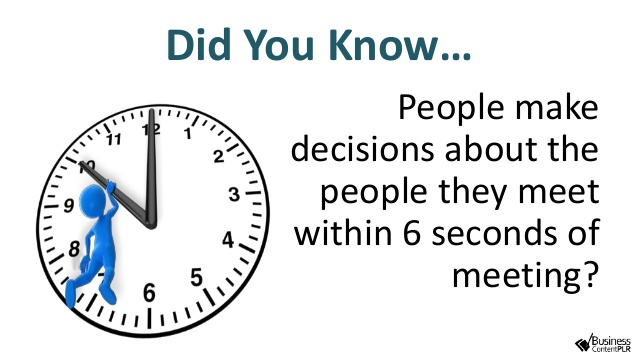 Did You Know…
People make
decisions about the
people they meet
within 6 seconds of
meeting?
12
1
2
3
4
5
6
8
9
10
11
Business
ContentPLR